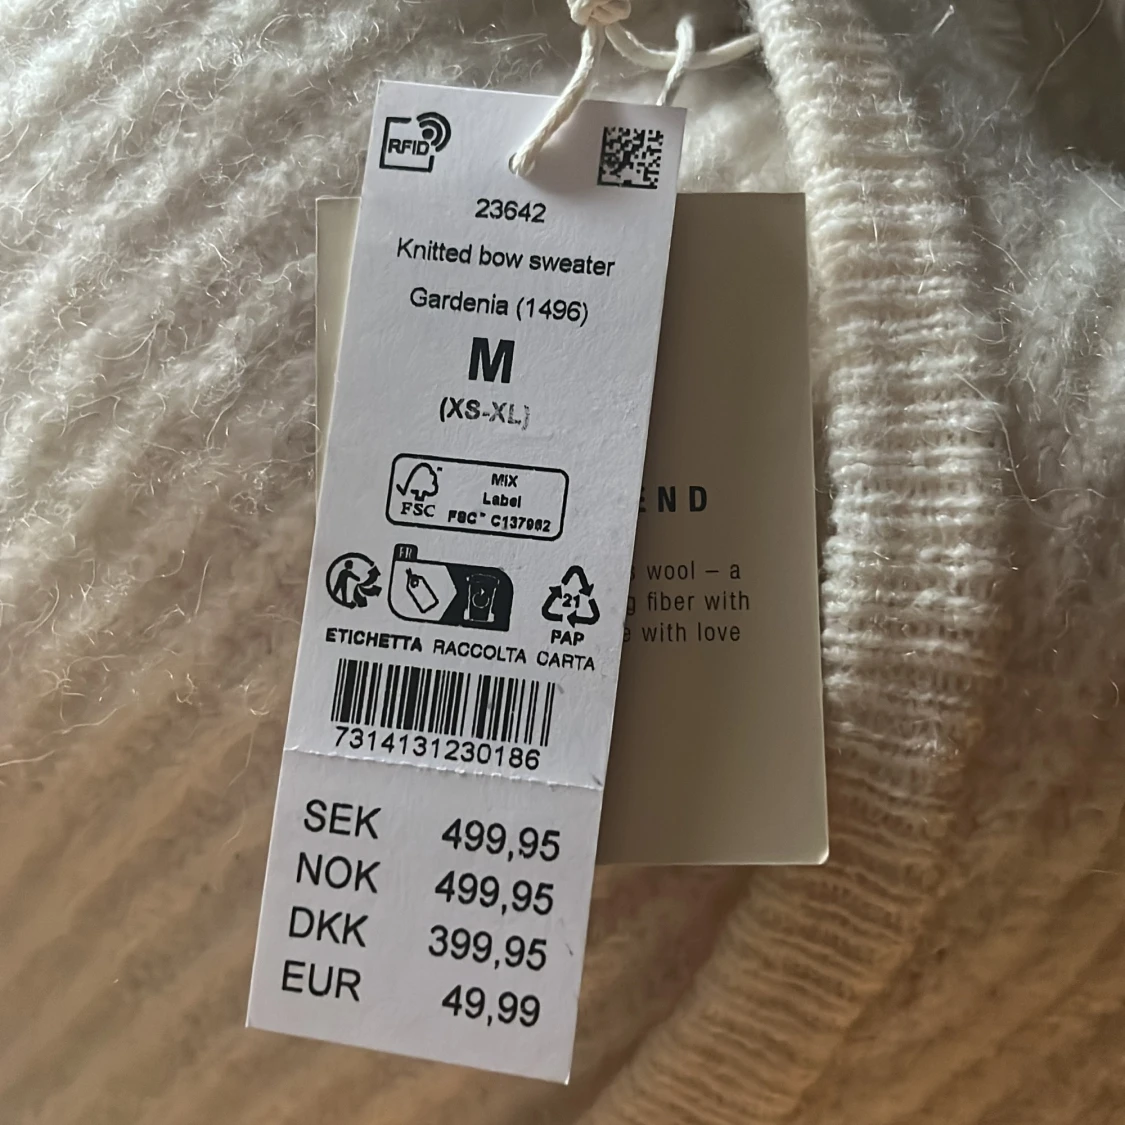 RFID
23642
Knitted bow sweater
Gardenia (1496)
M
(XS-XL)
FSC
MIX
Label
FSC™ C137962
FR
21
PAP
ETICHETTA RACCOLTA CARTA
7314131230186
SEK 499,95
NOK 499,95
DKK 399,95
EUR 49,99
END
wool – a
fiber with
with love